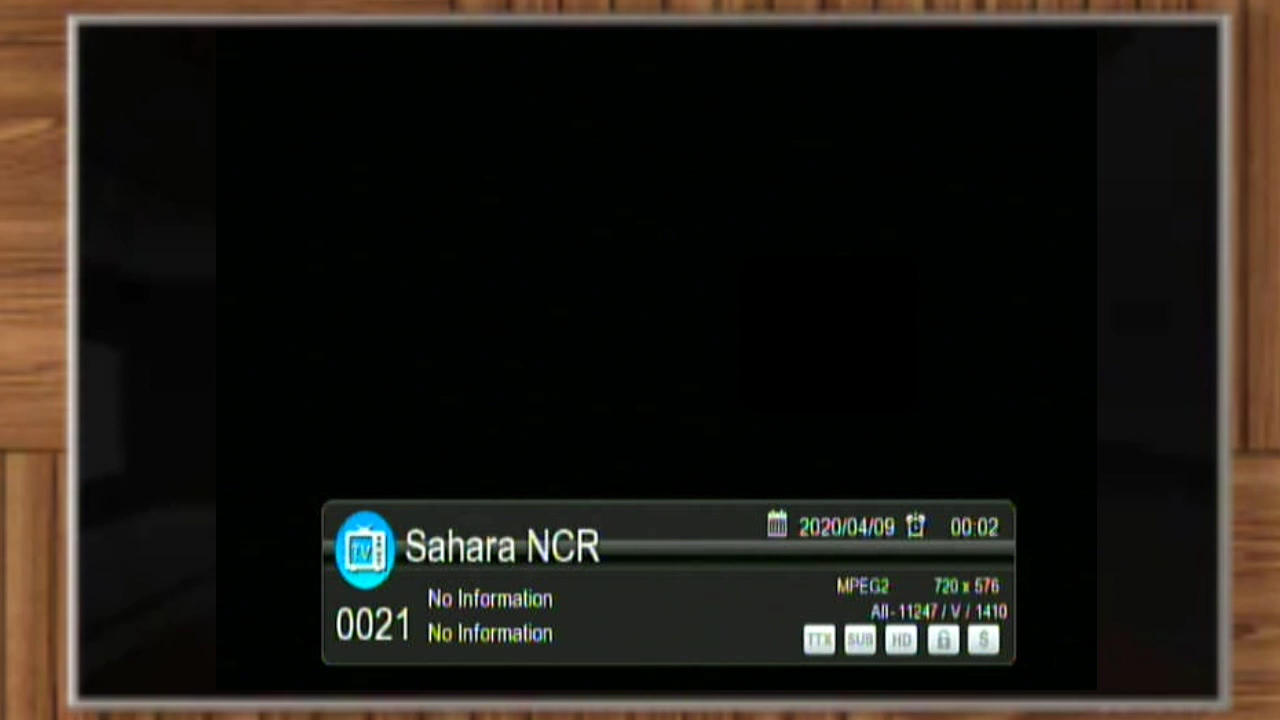 TV
Sahara NCR
2020/04/09 00:02
0021
No Information
No Information
MPEG2 720 x 576
All - 11247 / V / 1410
TTX SUB HD $